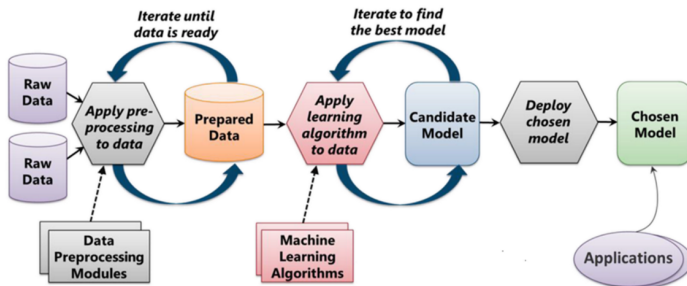 Iterate until
data is ready
Iterate to find
the best model
Raw
Data
Raw
Data
Apply pre-
processing
to data
Prepared
Data
Apply
learning
algorithm
to data
Candidate
Model
Deploy
chosen
model
Chosen
Model
Data
Preprocessing
Modules
Machine
Learning
Algorithms
Applications